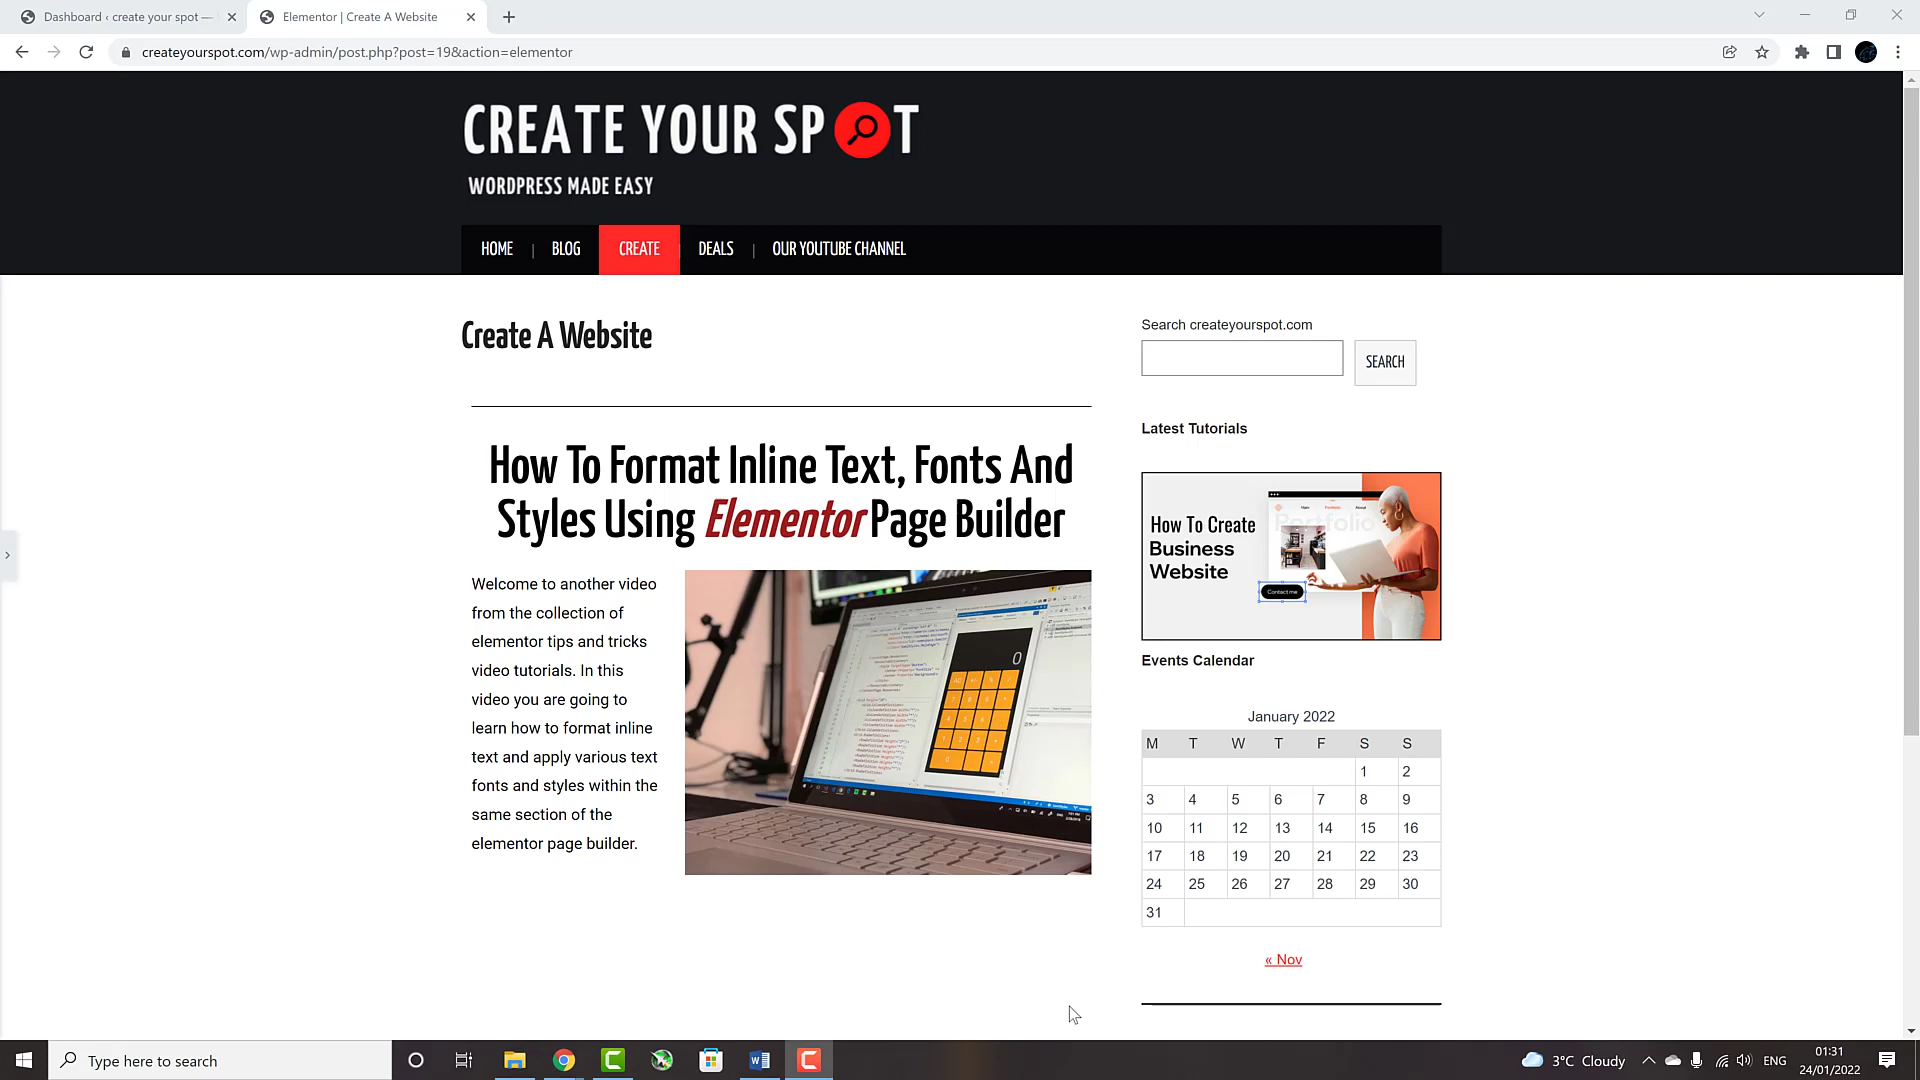 Dashboard ‹ create your spot —
Elementor | Create A Website
createyourspot.com/wp-admin/post.php?post=19&action=elementor
CREATE YOUR SPOT
WORDPRESS MADE EASY
HOME | BLOG CREATE DEALS | OUR YOUTUBE CHANNEL
Create A Website
How To Format Inline Text, Fonts And
Styles Using Elementor Page Builder
Welcome to another video
from the collection of
elementor tips and tricks
video tutorials. In this
video you are going to
learn how to format inline
text and apply various text
fonts and styles within the
same section of the
elementor page builder.
Search createyourspot.com
SEARCH
Latest Tutorials
How To Create
Business
Website
Portfolio
Contact me
Events Calendar
January 2022
M T W T F S S
1 2
3 4 5 6 7 8 9
10 11 12 13 14 15 16
17 18 19 20 21 22 23
24 25 26 27 28 29 30
31
« Nov
Type here to search
3°C Cloudy
ENG
01:31
24/01/2022